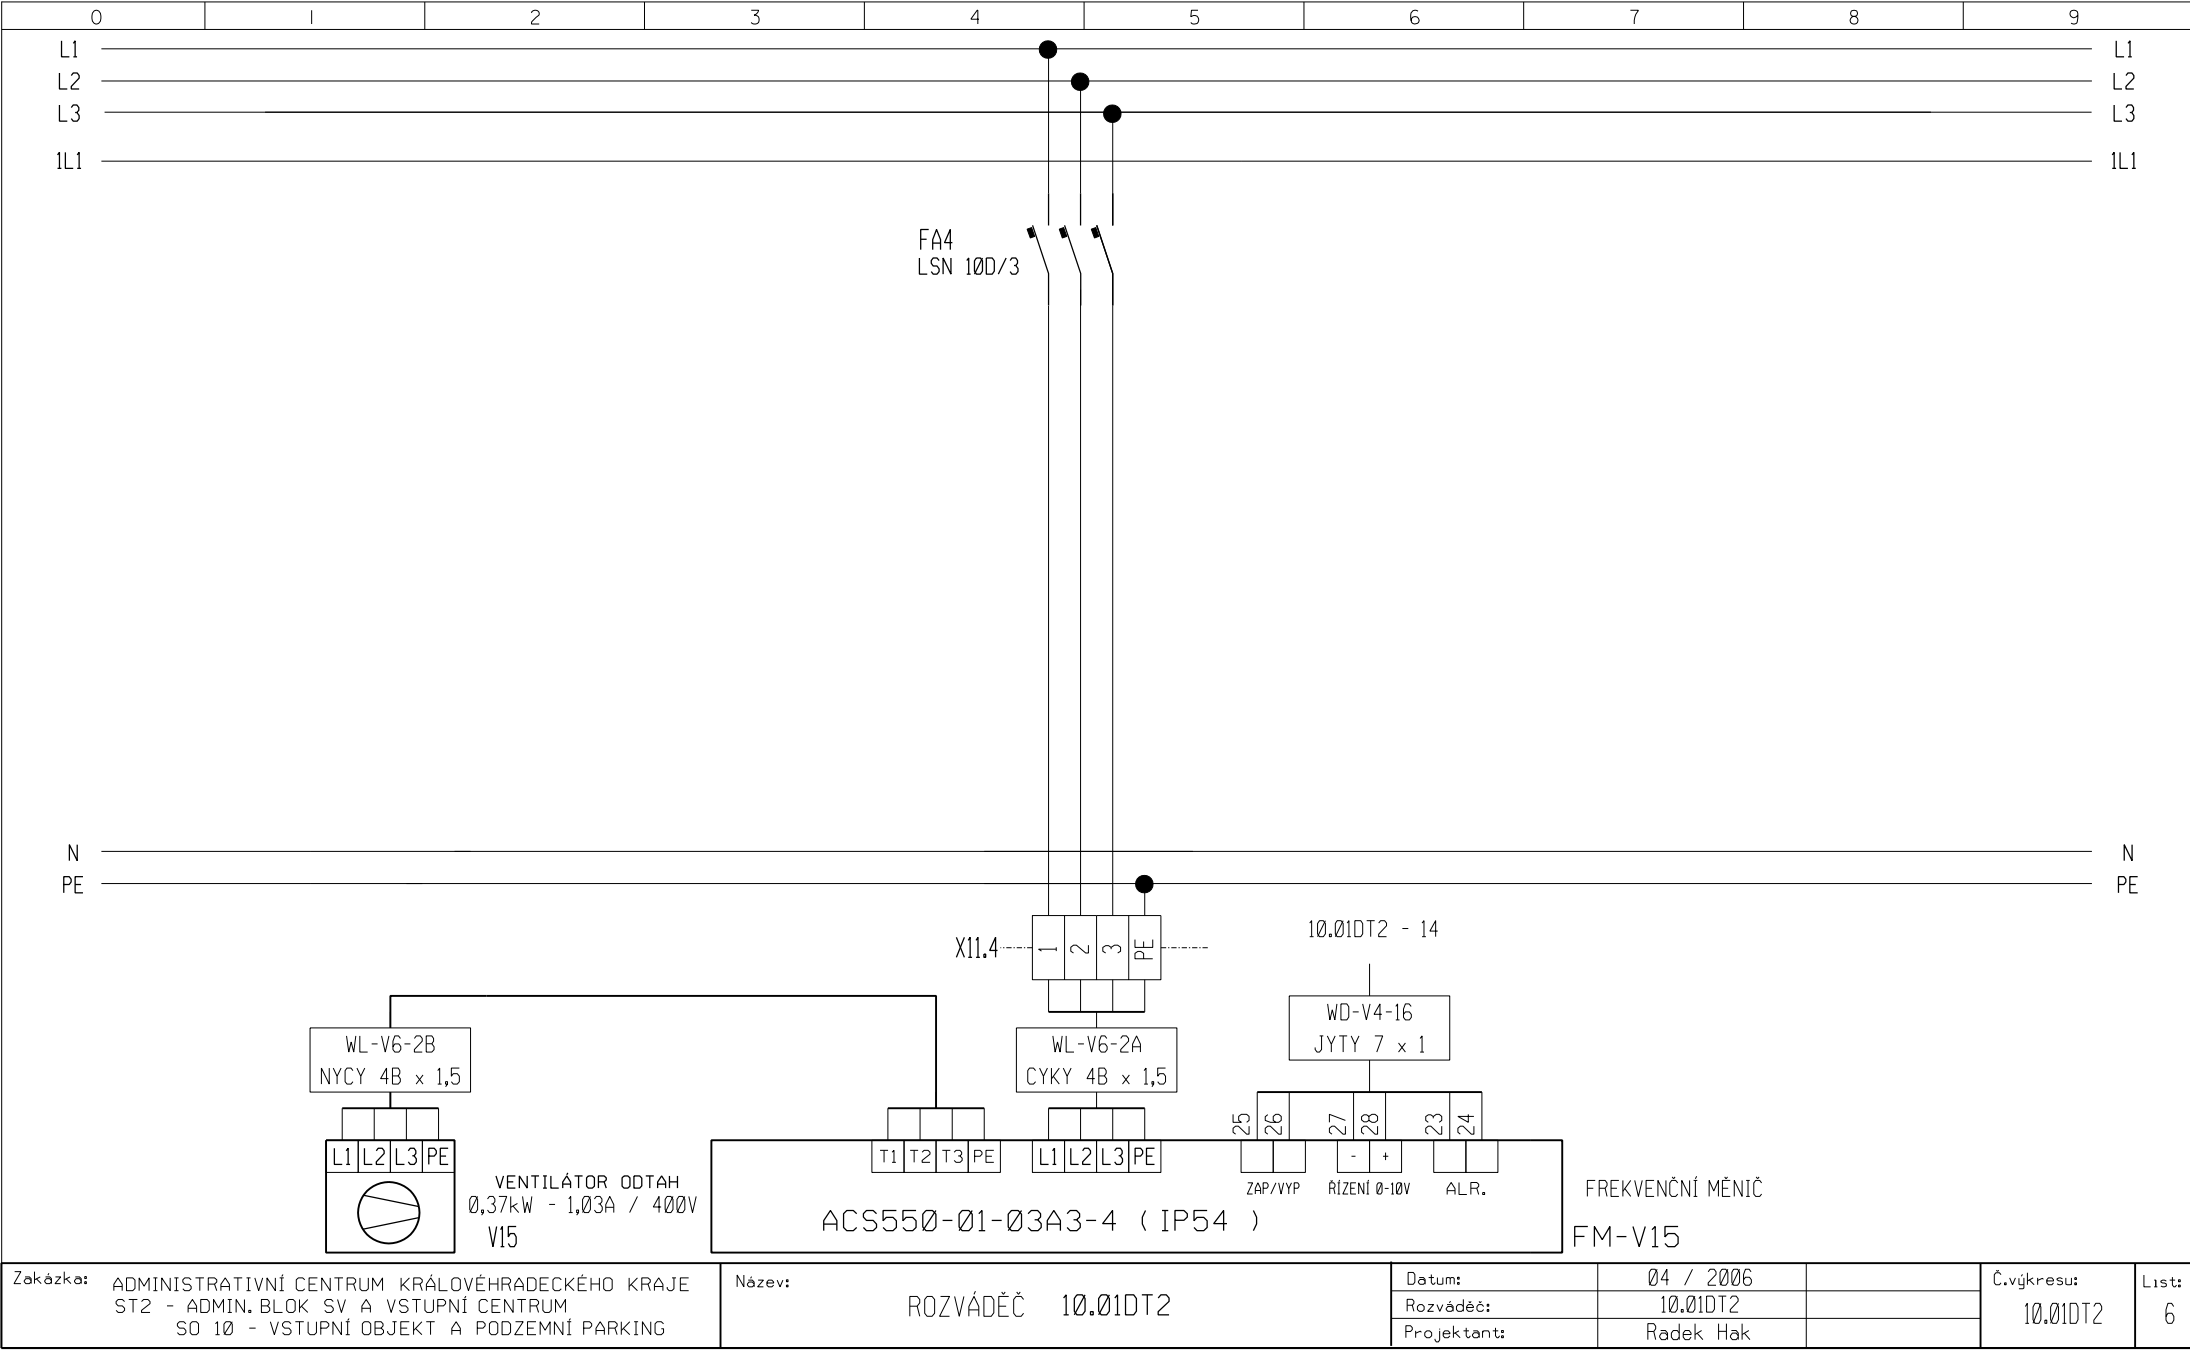 0 1 2 3 4 5 6 7 8 9
L1 L1
L2 L2
L3 L3
1L1 1L1
FA4
LSN 10D/3
N N
PE PE
10.01DT2 - 14
X11.4 1 2 3 PE
WD-V4-16
JYTY 7 x 1
WL-V6-2B
NYCY 4B x 1,5
WL-V6-2A
CYKY 4B x 1,5
25 26 27 28 23 24
L1 L2 L3 PE
T1 T2 T3 PE
L1 L2 L3 PE
- +
ZAP/VYP ŘÍZENÍ 0-10V ALR.
VENTILÁTOR ODTAH
0,37kW - 1,03A / 400V
V15
ACS550-01-03A3-4 ( IP54 )
FREKVENČNÍ MĚNIČ
FM-V15
Zakázka: ADMINISTRATIVNÍ CENTRUM KRÁLOVÉHRADECKÉHO KRAJE
ST2 - ADMIN. BLOK SV A VSTUPNÍ CENTRUM
SO 10 - VSTUPNÍ OBJEKT A PODZEMNÍ PARKING
Název:
ROZVÁDĚČ 10.01DT2
Datum: 04 / 2006
Rozváděč: 10.01DT2
Projektant: Radek Hak
Č.výkresu:
10.01DT2
List:
6